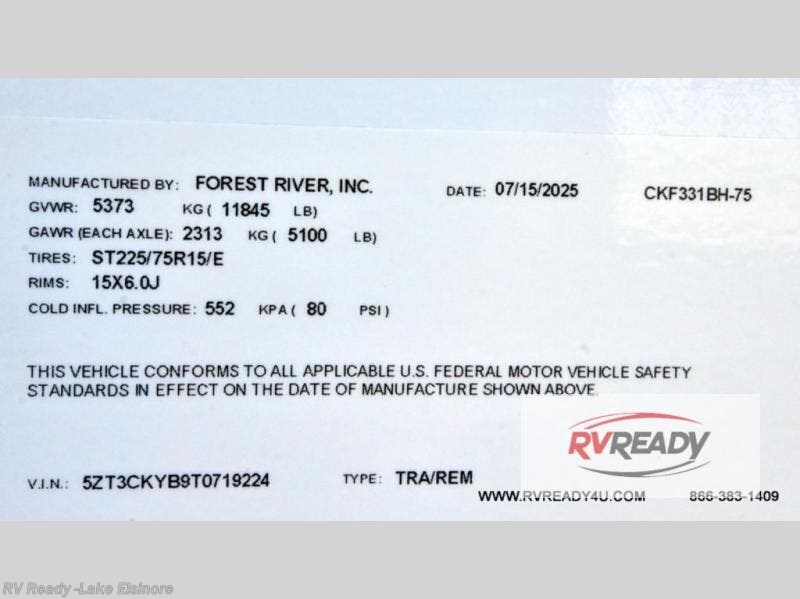 MANUFACTURED BY: FOREST RIVER, INC. DATE: 07/15/2025 CKF331BH-75
GVWR: 5373 KG ( 11845 LB)
GAWR (EACH AXLE): 2313 KG ( 5100 LB)
TIRES: ST225/75R15/E
RIMS: 15X6.0J
COLD INFL. PRESSURE: 552 KPA ( 80 PSI )
THIS VEHICLE CONFORMS TO ALL APPLICABLE U.S. FEDERAL MOTOR VEHICLE SAFETY
STANDARDS IN EFFECT ON THE DATE OF MANUFACTURE SHOWN ABOVE.
RVREADY
V.I.N.: 5ZT3CKYB9T0719224 TYPE: TRA/REM
WWW.RVREADY4U.COM 866-383-1409
RV Ready -Lake Elsinore